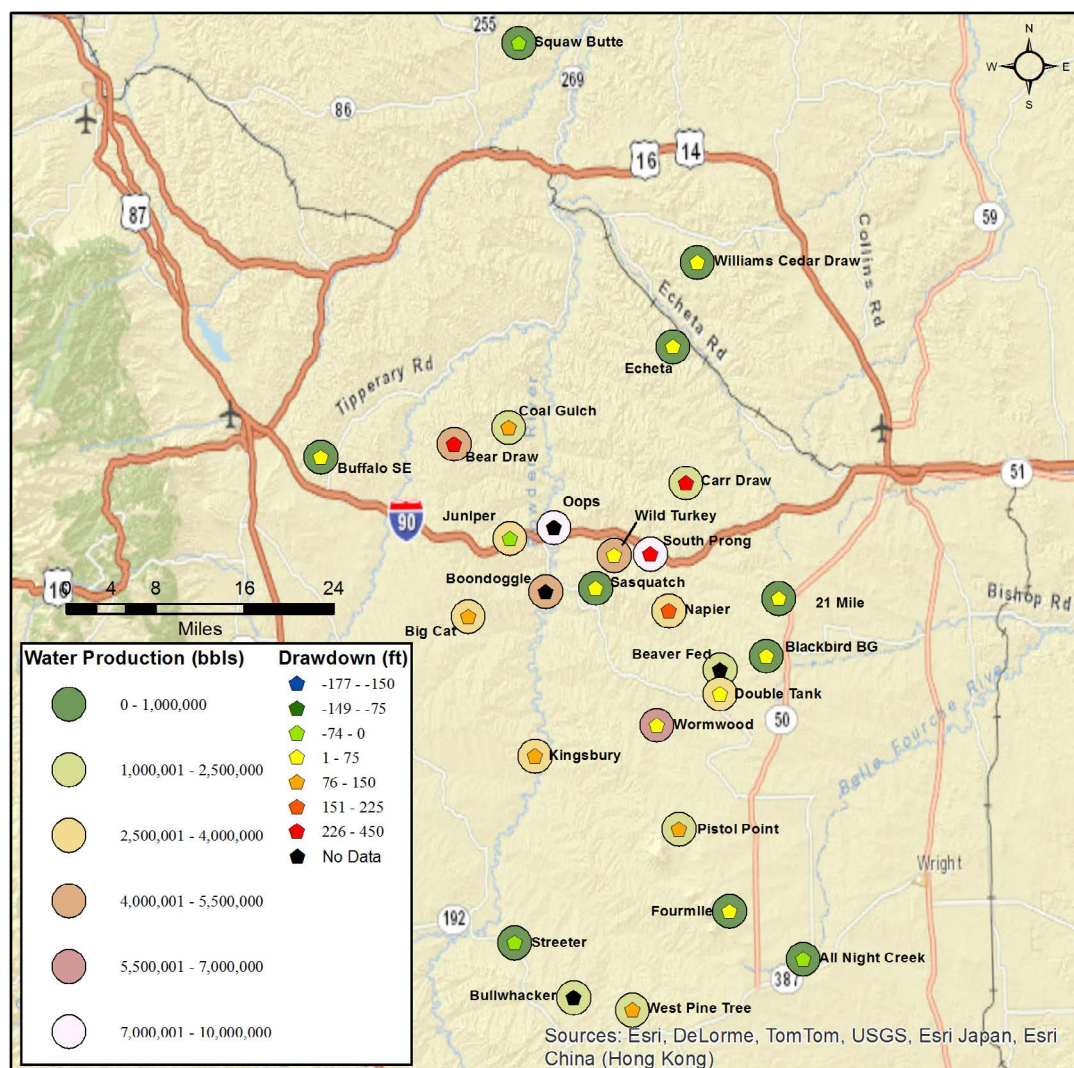 255
Squaw Butte
N
W
E
S
269
86
16
14
87
59
Collins Rd
Williams Cedar Draw
Echeta Rd
Echeta
Tipperary Rd
Coal Gulch
Bear Draw
Buffalo SE
Carr Draw
51
Oops
Wild Turkey
Juniper
90
South Prong
Boondoggle
Sasquatch
16
0 4 8 16 24
Miles
Napier
21 Mile
Bishop Rd
Big Cat
Beaver Fed
Blackbird BG
Double Tank
Wormwood
50
Belle Fourche River
Kingsbury
Pistol Point
Wright
Fourmile
192
Streeter
All Night Creek
387
Bullwhacker
West Pine Tree
Water Production (bbls)
0 - 1,000,000
1,000,001 - 2,500,000
2,500,001 - 4,000,000
4,000,001 - 5,500,000
5,500,001 - 7,000,000
7,000,001 - 10,000,000
Drawdown (ft)
-177 - -150
-149 - -75
-74 - 0
1 - 75
76 - 150
151 - 225
226 - 450
No Data
Sources: Esri, DeLorme, TomTom, USGS, Esri Japan, Esri
China (Hong Kong)